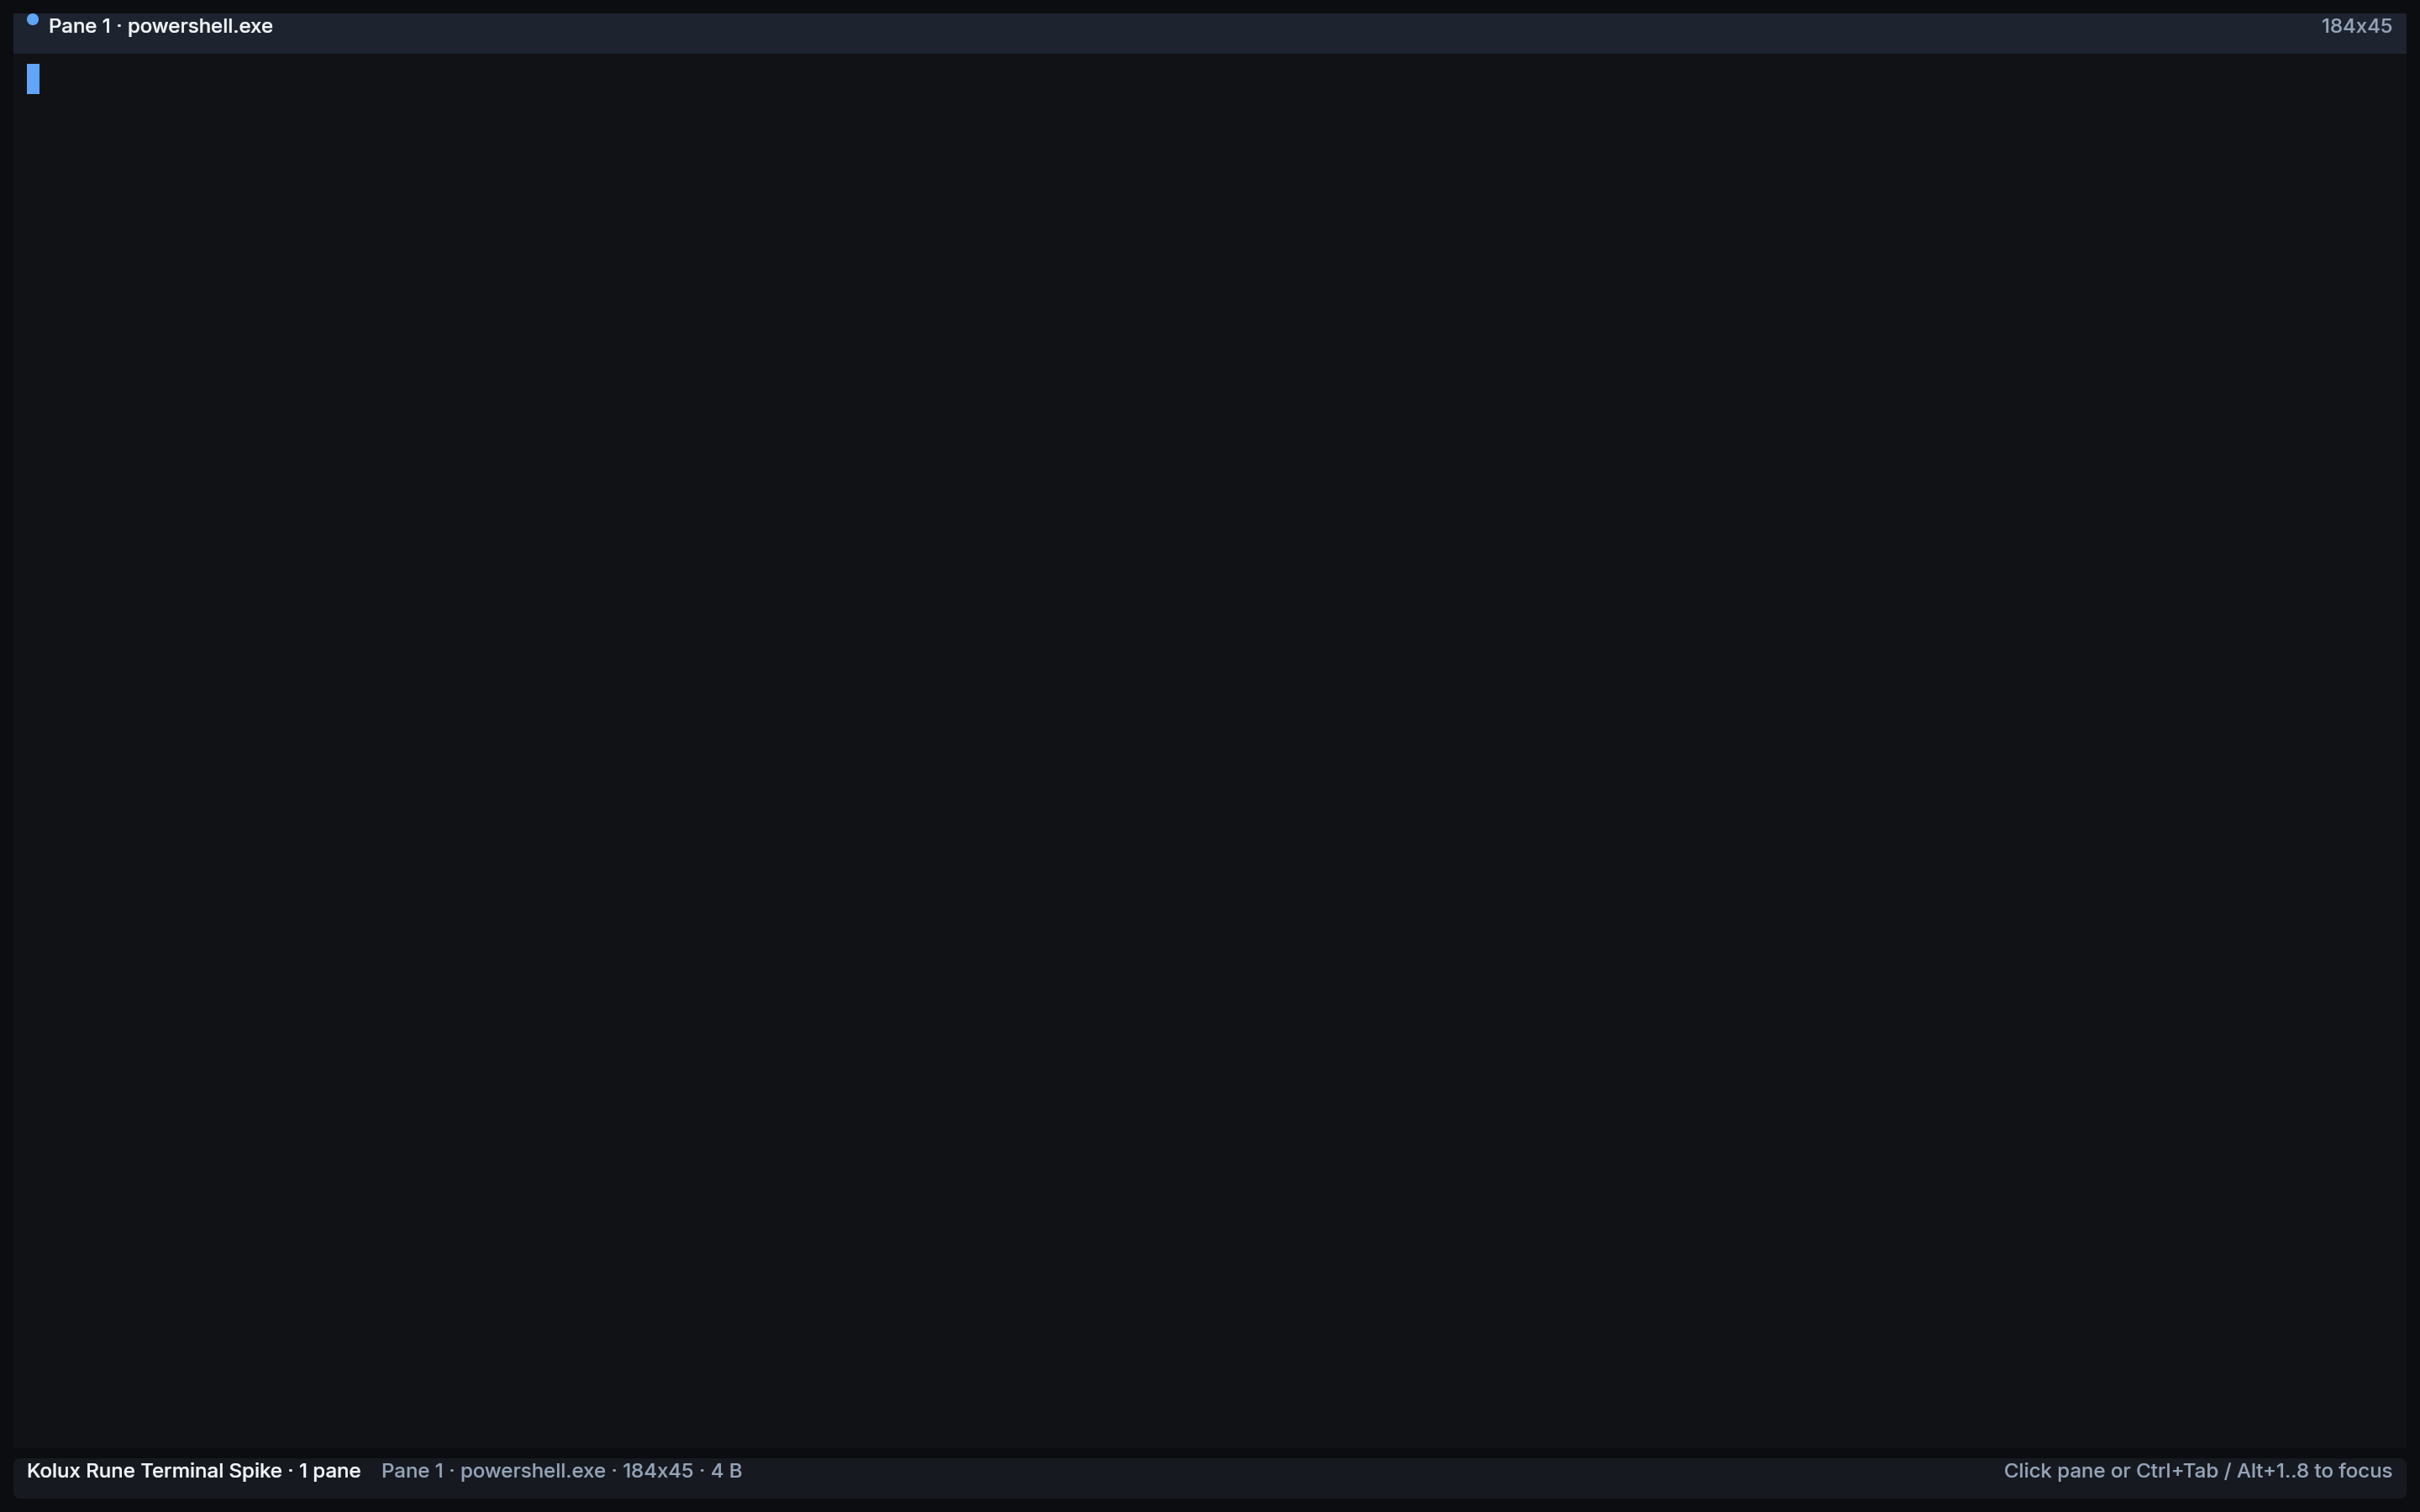 Pane 1 · powershell.exe 184x45
Kolux Rune Terminal Spike · 1 pane Pane 1 · powershell.exe · 184x45 · 4 B Click pane or Ctrl+Tab / Alt+1..8 to focus